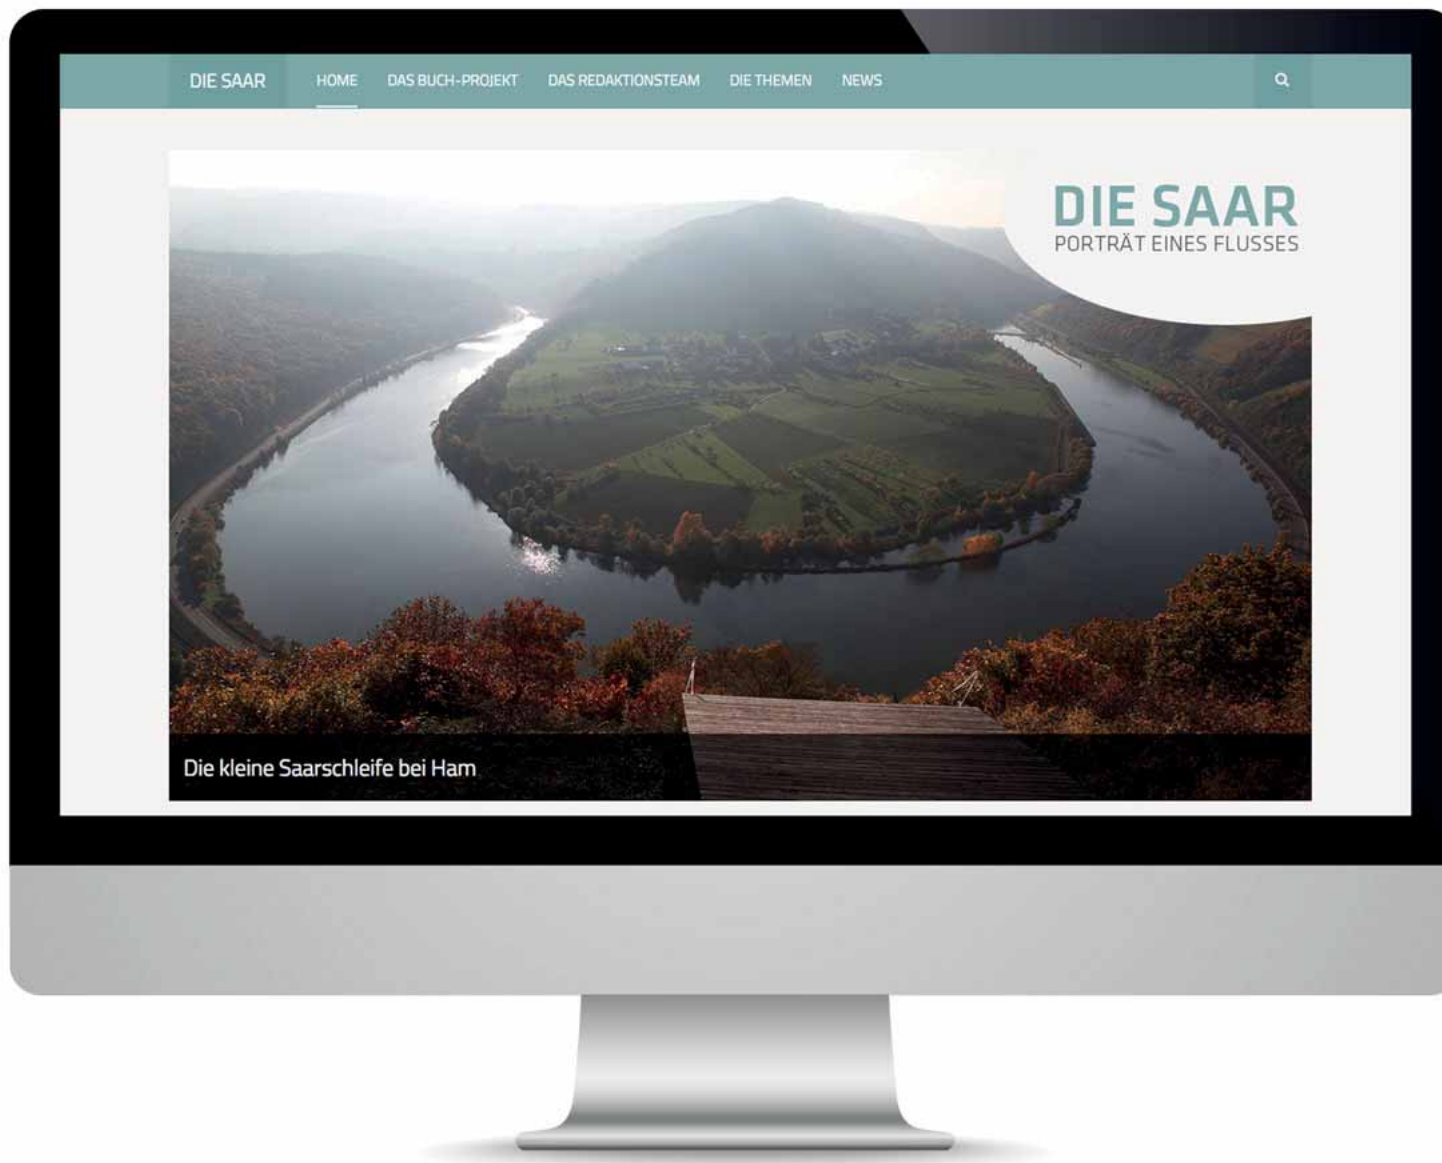 DIE SAAR HOME DAS BUCH-PROJEKT DAS REDAKTIONSTEAM DIE THEMEN NEWS
DIE SAAR
PORTRÄT EINES FLUSSES
Die kleine Saarschleife bei Ham